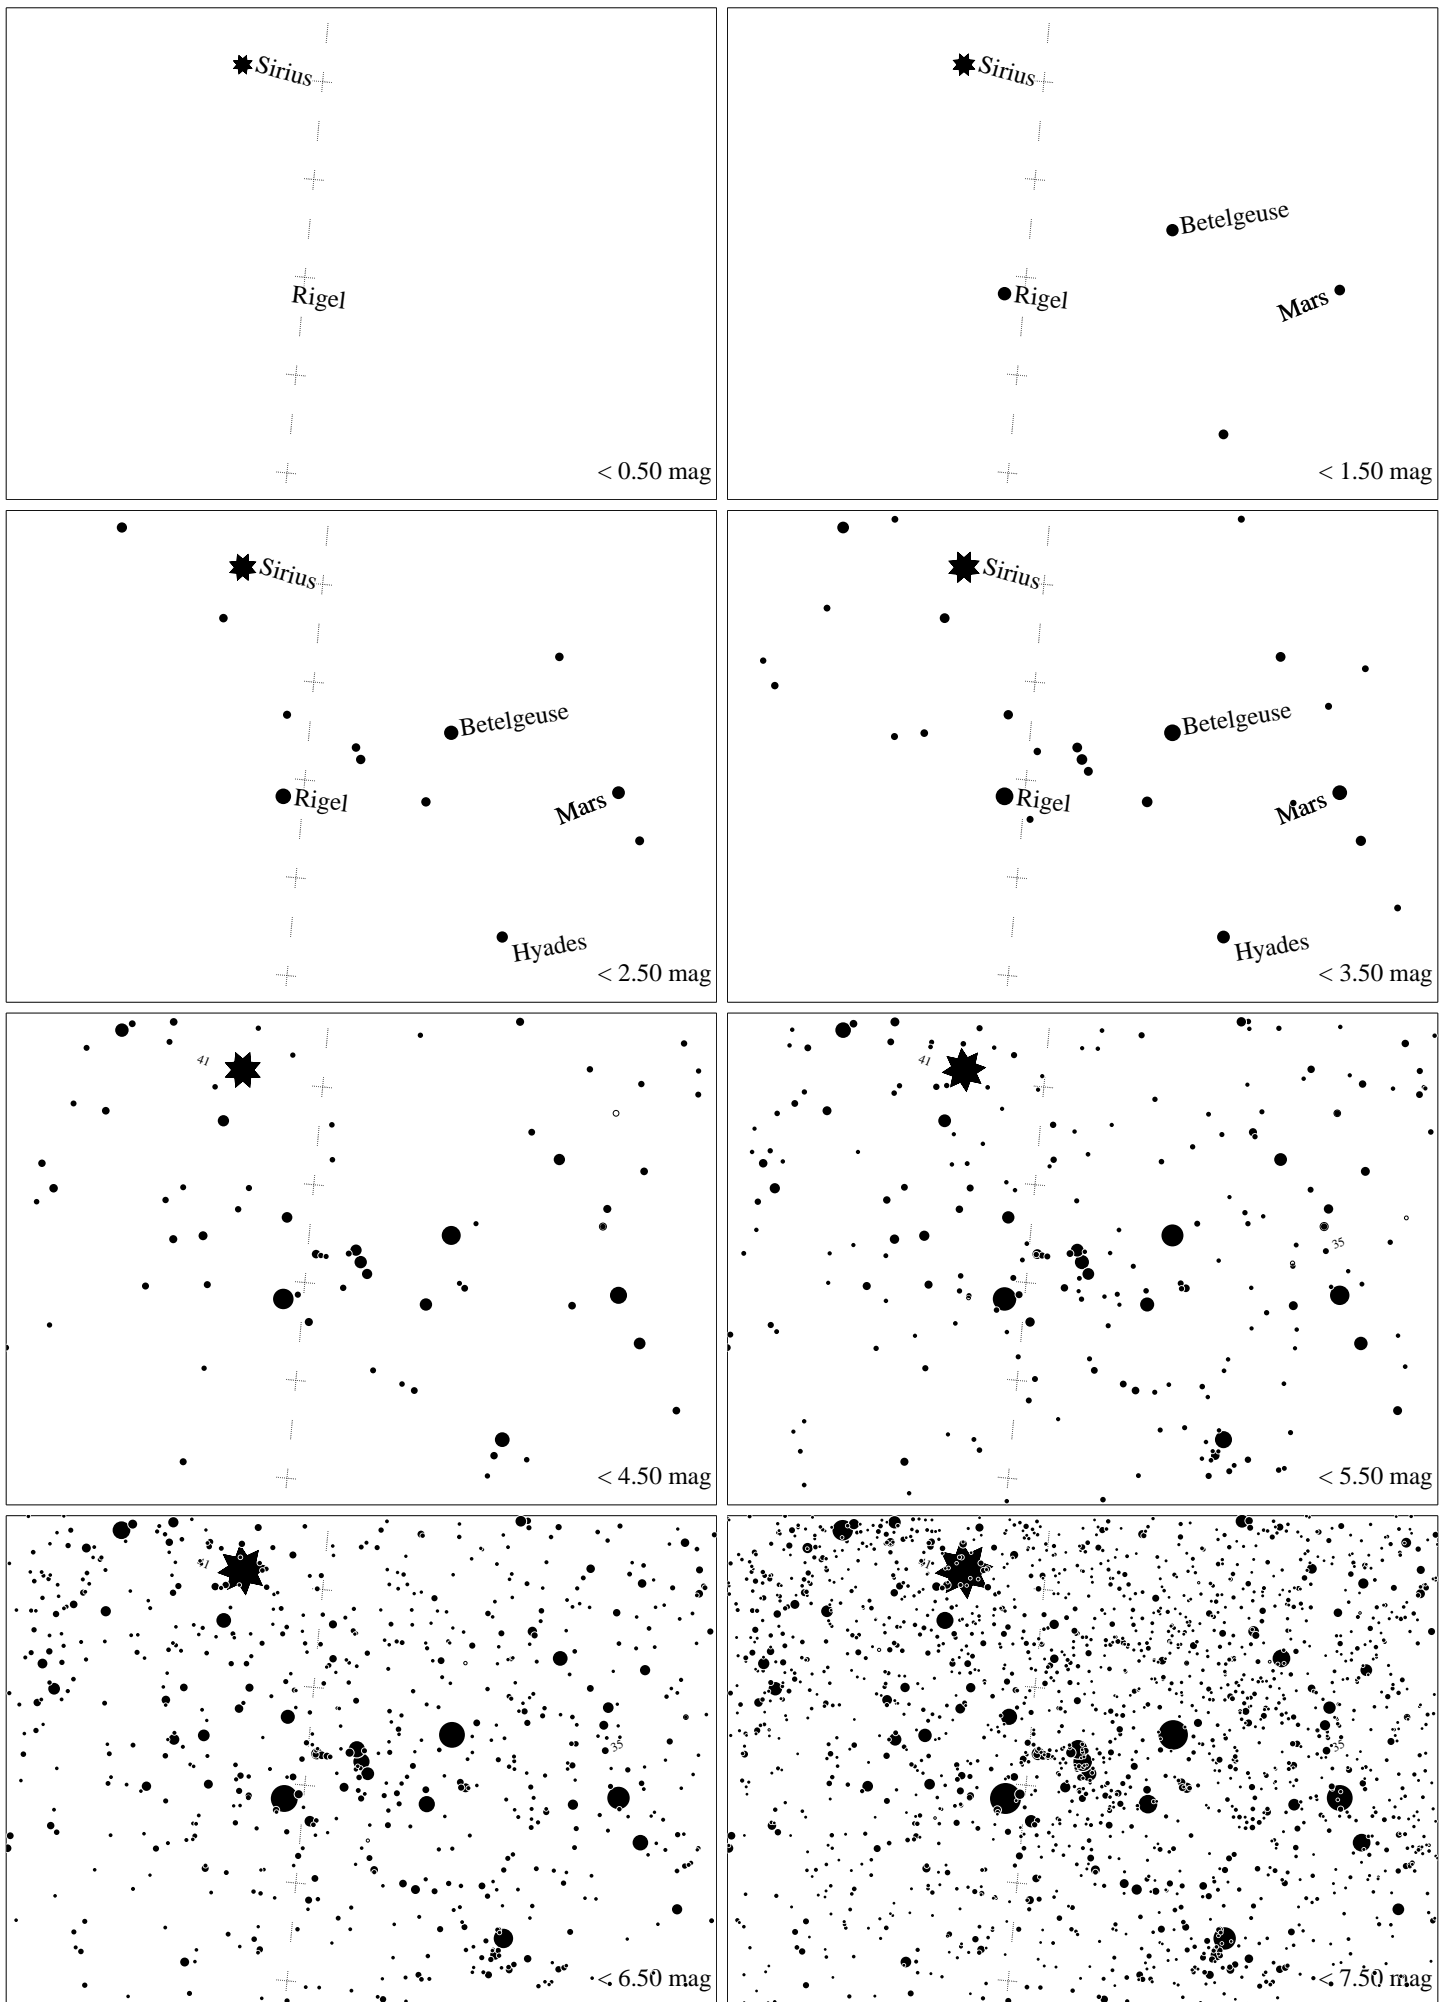 Sirius
Rigel
< 0.50 mag
Sirius
Betelgeuse
Rigel
Mars
< 1.50 mag
Sirius
Betelgeuse
Rigel
Mars
Hyades
< 2.50 mag
Sirius
Betelgeuse
Rigel
Mars
Hyades
< 3.50 mag
41
< 4.50 mag
41
35
< 5.50 mag
41
35
< 6.50 mag
41
35
< 7.50 mag